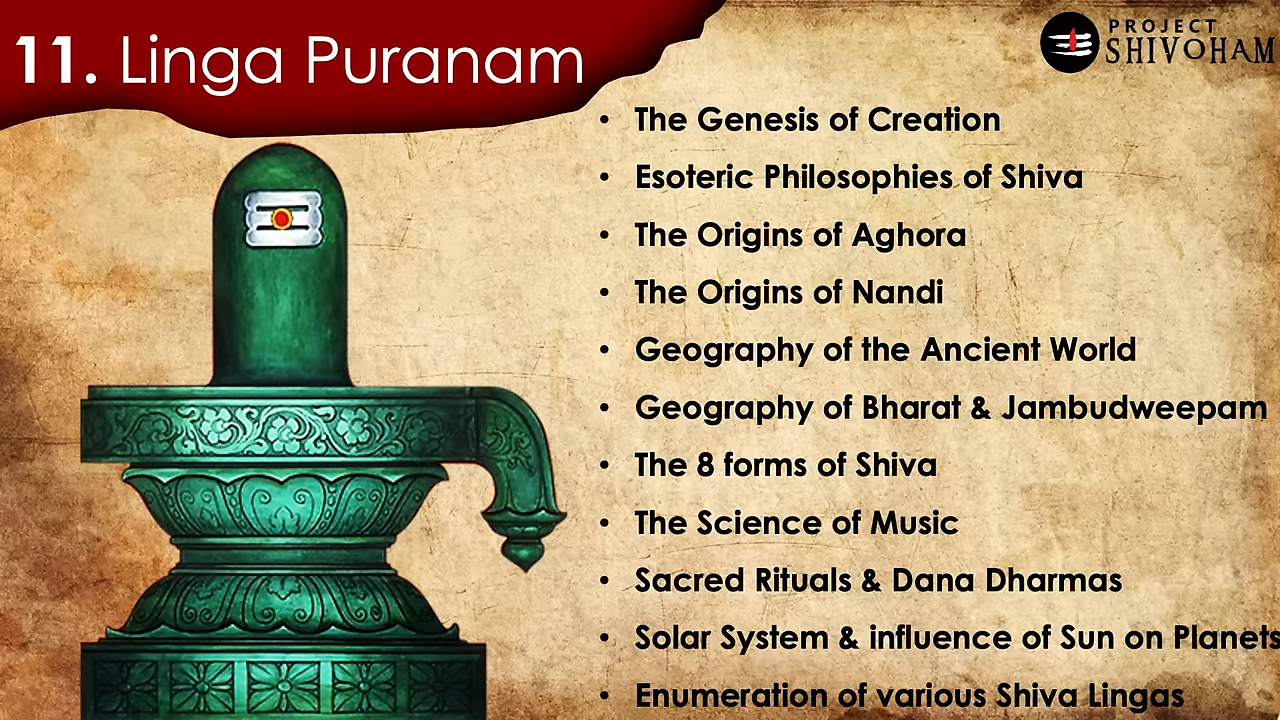 11. Linga Puranam
PROJECT
SHIVOHAM
• The Genesis of Creation
• Esoteric Philosophies of Shiva
• The Origins of Aghora
• The Origins of Nandi
• Geography of the Ancient World
• Geography of Bharat & Jambudweepam
• The 8 forms of Shiva
• The Science of Music
• Sacred Rituals & Dana Dharmas
• Solar System & influence of Sun on Planets
• Enumeration of various Shiva Lingas